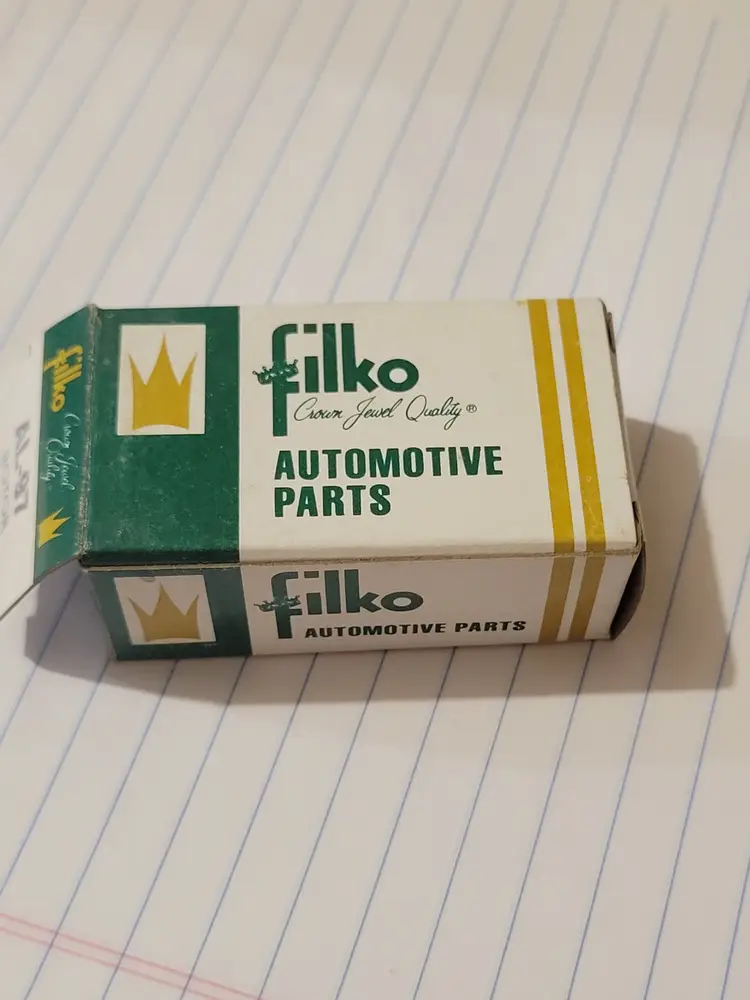 filko
Crown Jewel Quality®
AUTOMOTIVE
PARTS
filko
AUTOMOTIVE PARTS
filko
Crown Jewel
Quality